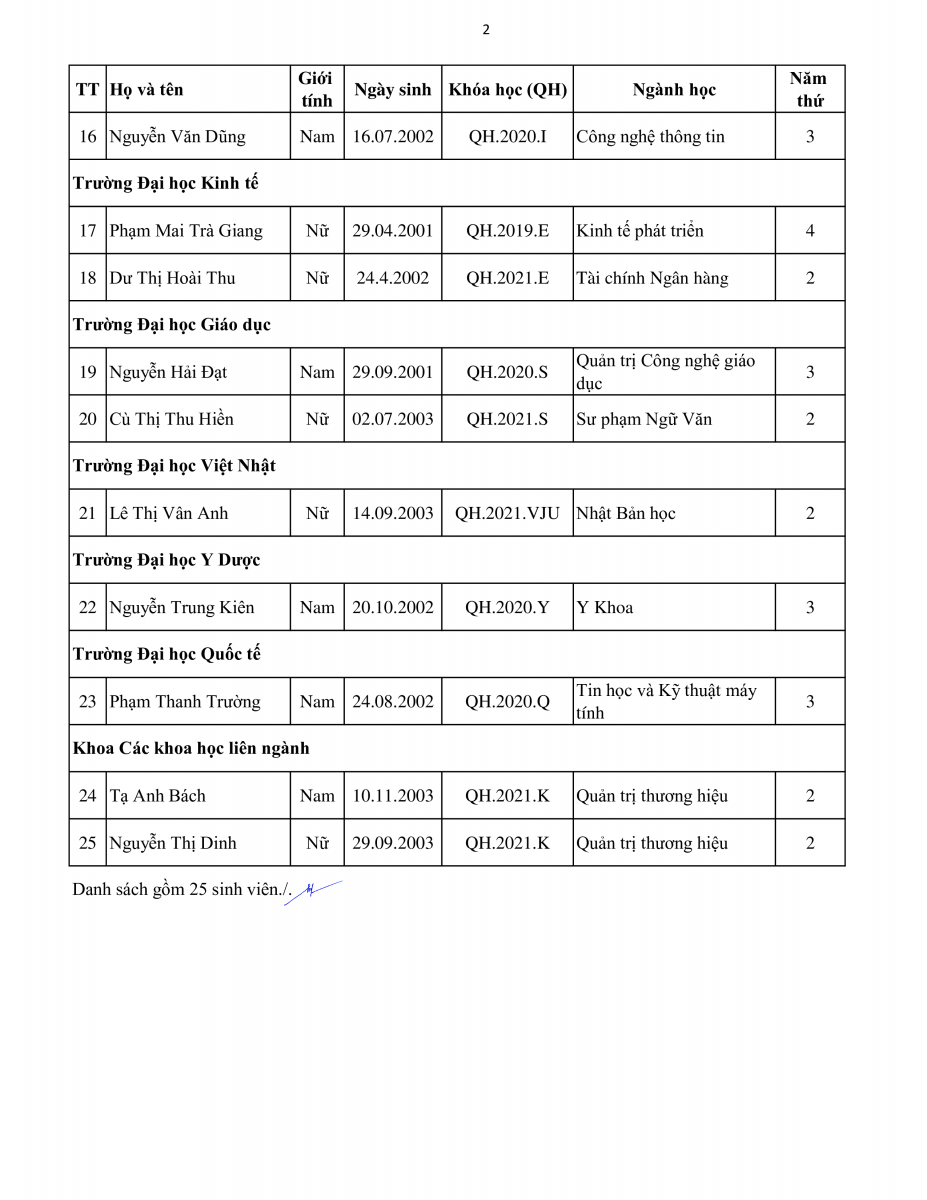 2
TT Họ và tên Giới tính Ngày sinh Khóa học (QH) Ngành học Năm thứ
16 Nguyễn Văn Dũng Nam 16.07.2002 QH.2020.I Công nghệ thông tin 3
Trường Đại học Kinh tế
17 Phạm Mai Trà Giang Nữ 29.04.2001 QH.2019.E Kinh tế phát triển 4
18 Dư Thị Hoài Thu Nữ 24.4.2002 QH.2021.E Tài chính Ngân hàng 2
Trường Đại học Giáo dục
19 Nguyễn Hải Đạt Nam 29.09.2001 QH.2020.S Quản trị Công nghệ giáo dục 3
20 Cù Thị Thu Hiền Nữ 02.07.2003 QH.2021.S Sư phạm Ngữ Văn 2
Trường Đại học Việt Nhật
21 Lê Thị Vân Anh Nữ 14.09.2003 QH.2021.VJU Nhật Bản học 2
Trường Đại học Y Dược
22 Nguyễn Trung Kiên Nam 20.10.2002 QH.2020.Y Y Khoa 3
Trường Đại học Quốc tế
23 Phạm Thanh Trường Nam 24.08.2002 QH.2020.Q Tin học và Kỹ thuật máy tính 3
Khoa Các khoa học liên ngành
24 Tạ Anh Bách Nam 10.11.2003 QH.2021.K Quản trị thương hiệu 2
25 Nguyễn Thị Dinh Nữ 29.09.2003 QH.2021.K Quản trị thương hiệu 2
Danh sách gồm 25 sinh viên./.